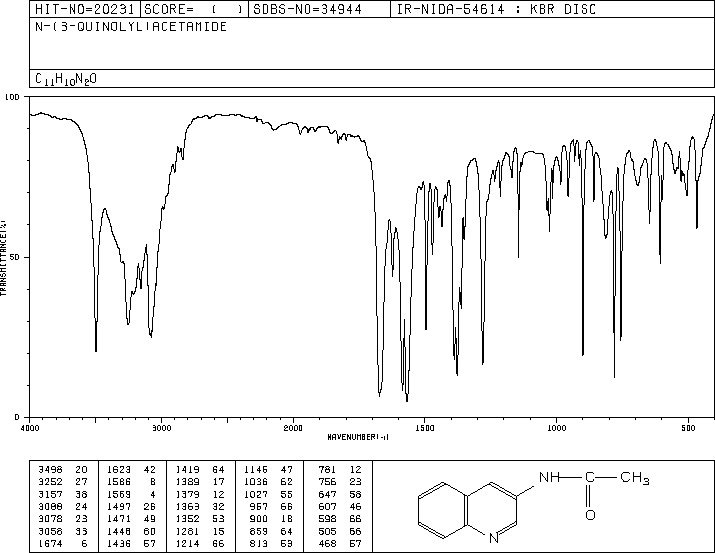 HIT-NO=20231 SCORE= ( ) SDBS-NO=34944 IR-NIDA-54614 : KBR DISC
N-(3-QUINOLYL)ACETAMIDE
C11H10N2O
100
50
0
TRANSMITTANCE(%)
4000 3000 2000 1500 1000 500
WAVENUMBER(-1)
3498 20 1623 42 1419 64 1146 47 781 12
3252 27 1586 8 1389 17 1036 62 756 23
3157 38 1569 4 1379 12 1027 55 647 58
3088 24 1497 26 1363 32 957 66 607 46
3078 23 1471 49 1352 53 900 18 598 66
3058 33 1448 60 1281 15 859 64 505 66
1674 6 1436 57 1214 66 813 53 468 57
NH C CH3
O
N